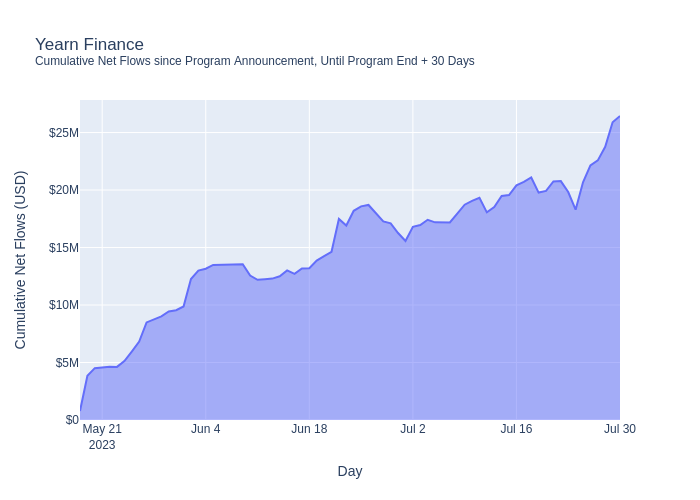 Yearn Finance
Cumulative Net Flows since Program Announcement, Until Program End + 30 Days
Cumulative Net Flows (USD)
$25M
$20M
$15M
$10M
$5M
$0
May 21
2023
Jun 4
Jun 18
Jul 2
Jul 16
Jul 30
Day